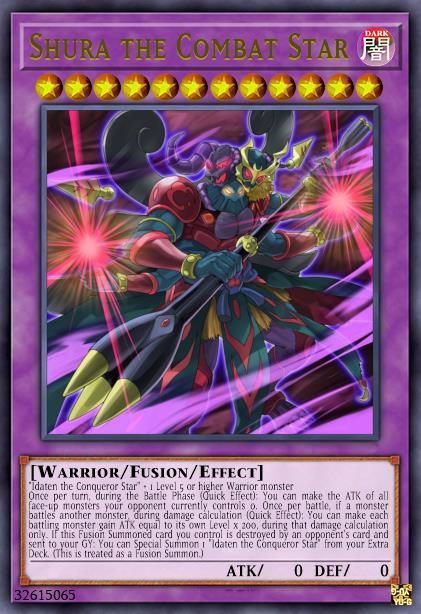 SHURA THE COMBAT STAR
DARK
闇
[WARRIOR/FUSION/EFFECT]
"Idaten the Conqueror Star" + 1 Level 5 or higher Warrior monster
Once per turn, during the Battle Phase (Quick Effect): You can make the ATK of all
face-up monsters your opponent currently controls 0. Once per battle, if a monster
battles another monster, during damage calculation (Quick Effect): You can make each
battling monster gain ATK equal to its own Level x 200, during that damage calculation
only. If this Fusion Summoned card you control is destroyed by an opponent's card and
sent to your GY: You can Special Summon 1 "Idaten the Conqueror Star" from your Extra
Deck. (This is treated as a Fusion Summon.)
ATK/ 0 DEF/ 0
32615065